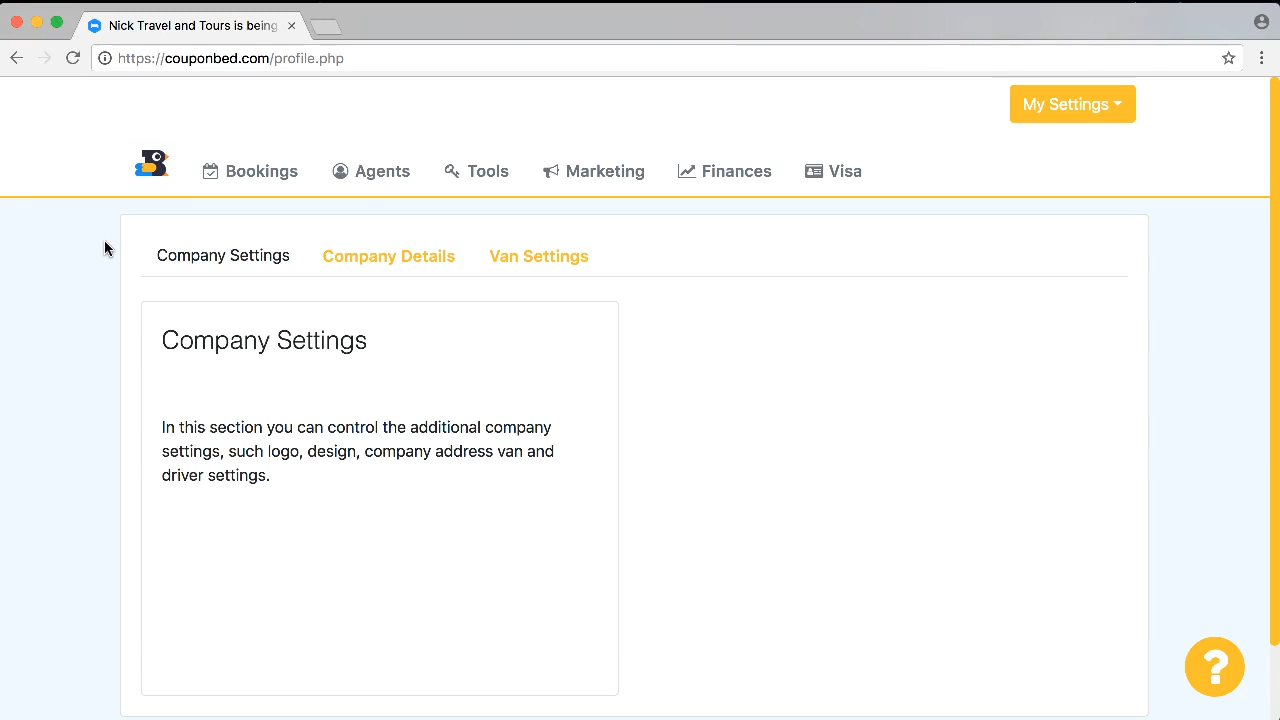 Nick Travel and Tours is being
https://couponbed.com/profile.php
My Settings
Bookings Agents Tools Marketing Finances Visa
Company Settings Company Details Van Settings
Company Settings
In this section you can control the additional company
settings, such logo, design, company address van and
driver settings.
?